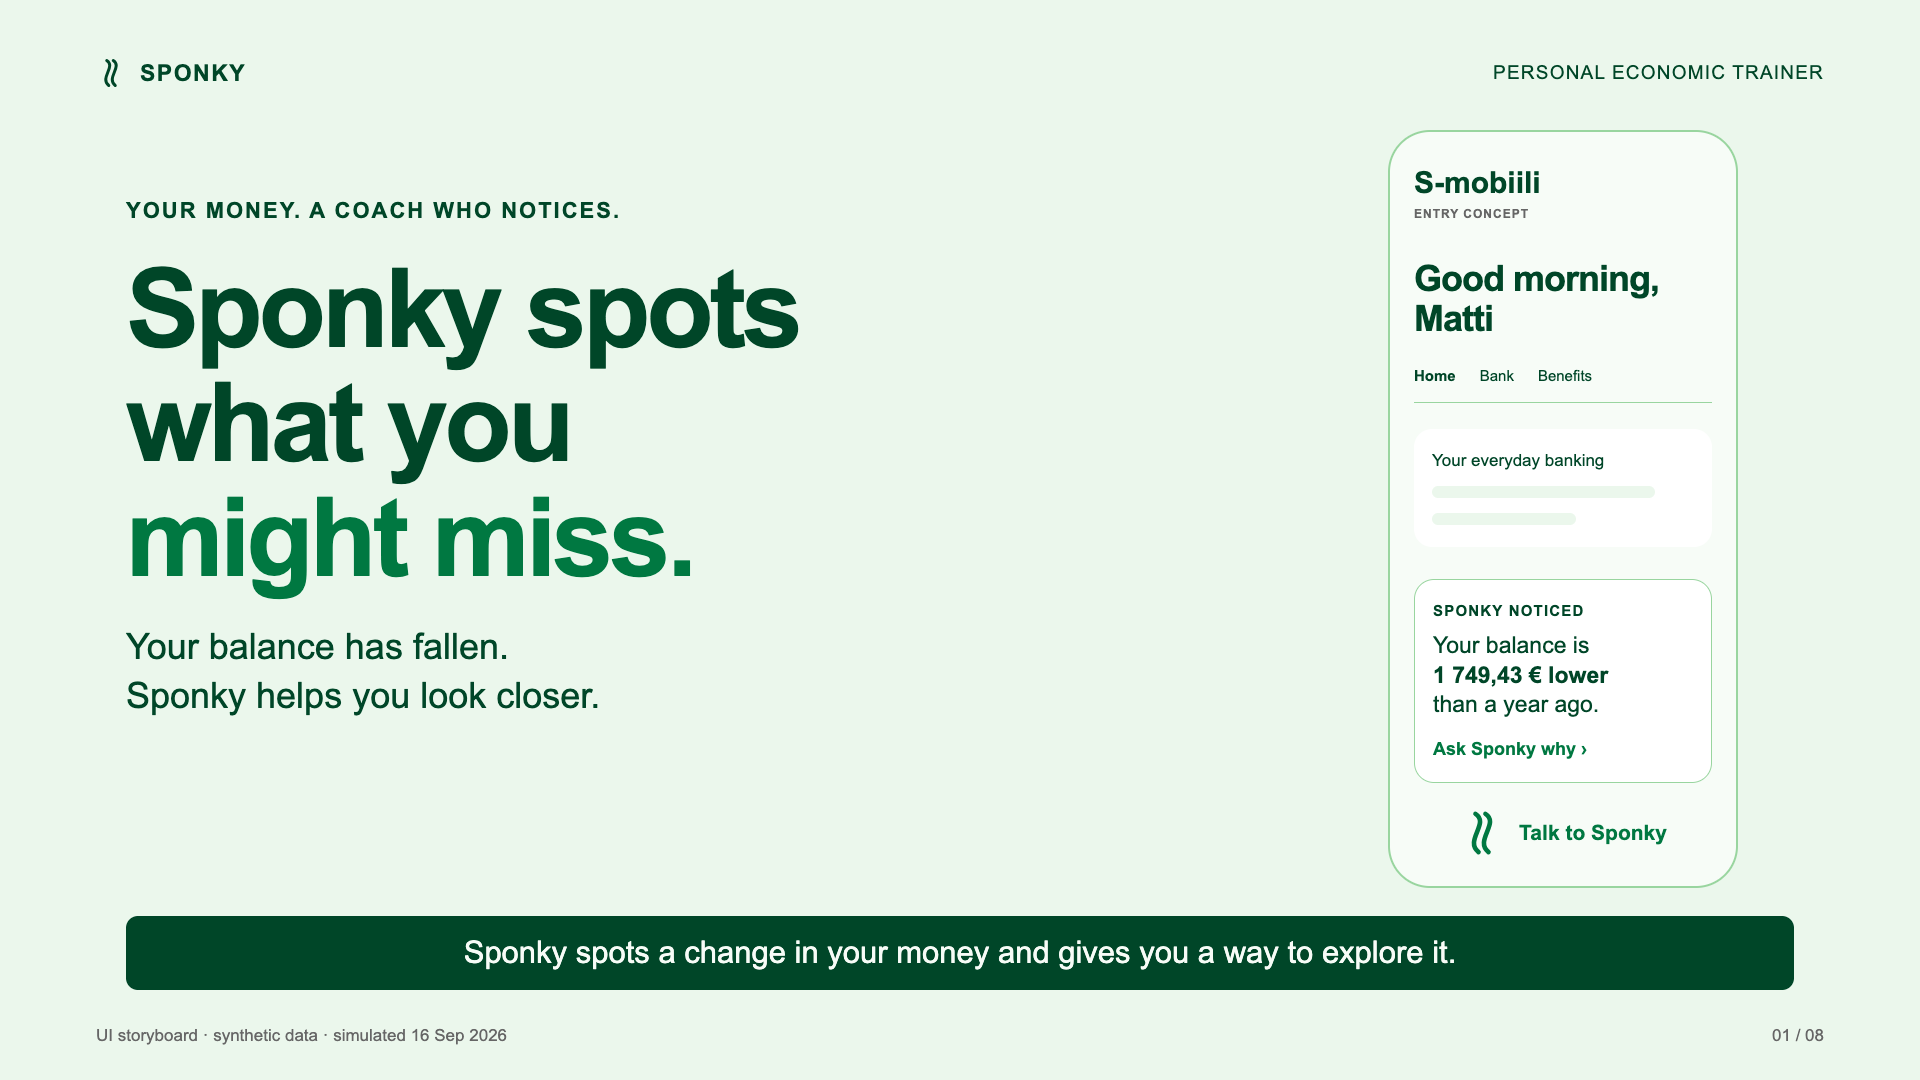 SPONKY
PERSONAL ECONOMIC TRAINER
YOUR MONEY. A COACH WHO NOTICES.
Sponky spots
what you
might miss.
Your balance has fallen.
Sponky helps you look closer.
S-mobiili
ENTRY CONCEPT
Good morning,
Matti
Home Bank Benefits
Your everyday banking
SPONKY NOTICED
Your balance is
1 749,43 € lower
than a year ago.
Ask Sponky why ›
Talk to Sponky
Sponky spots a change in your money and gives you a way to explore it.
UI storyboard · synthetic data · simulated 16 Sep 2026
01 / 08